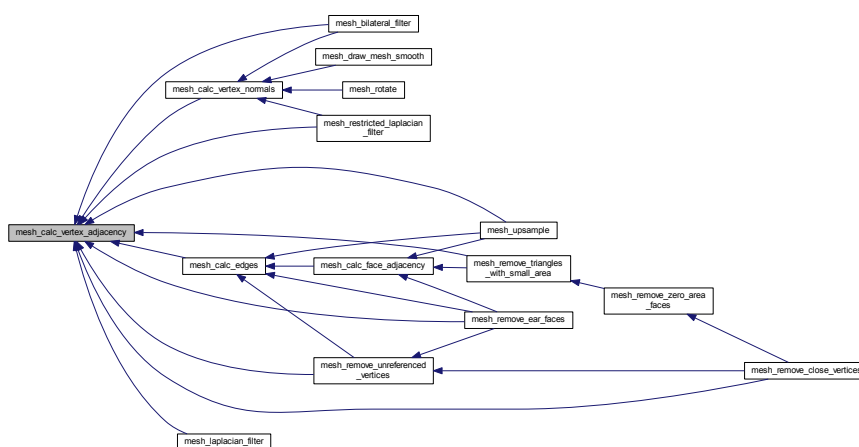 mesh_bilateral_filter
mesh_draw_mesh_smooth
mesh_calc_vertex_normals
mesh_rotate
mesh_restricted_laplacian
_filter
mesh_calc_vertex_adjacency
mesh_upsample
mesh_calc_edges
mesh_calc_face_adjacency
mesh_remove_triangles
_with_small_area
mesh_remove_zero_area
_faces
mesh_remove_ear_faces
mesh_remove_unreferenced
_vertices
mesh_remove_close_vertices
mesh_laplacian_filter